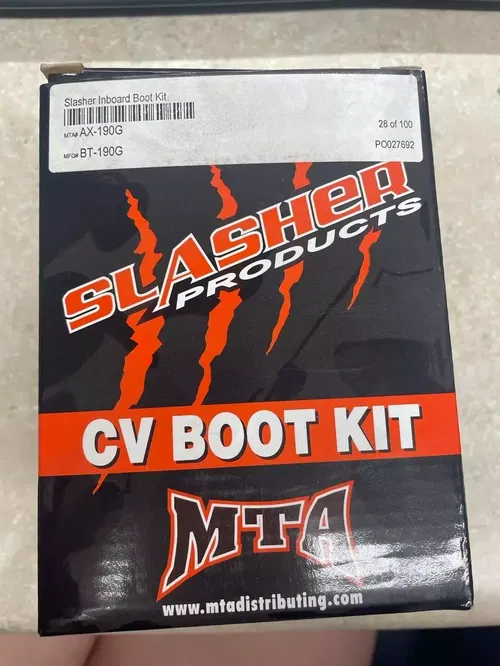 Slasher Inboard Boot Kit
MTA# AX-190G
28 of 100
MFG# BT-190G
PO027692
SLASHER
PRODUCTS
CV BOOT KIT
MTA
www.mtadistributing.com